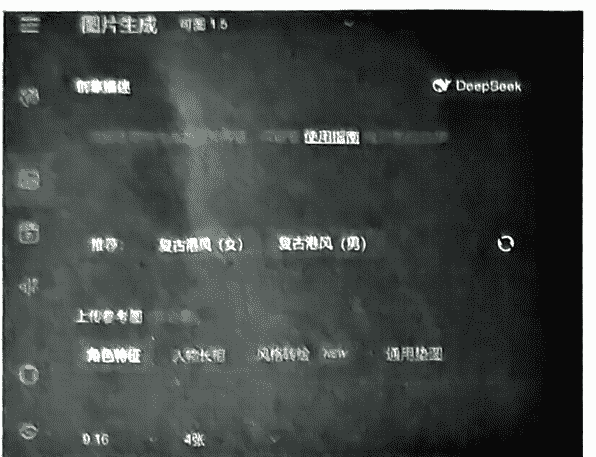 图片生成 可图 1.5
创意描述 DeepSeek
使用指南
推荐 复古港风（女） 复古港风（男）
上传参考图
角色特征 人物长相 风格转绘 NEW 通用垫图
9:16 4张